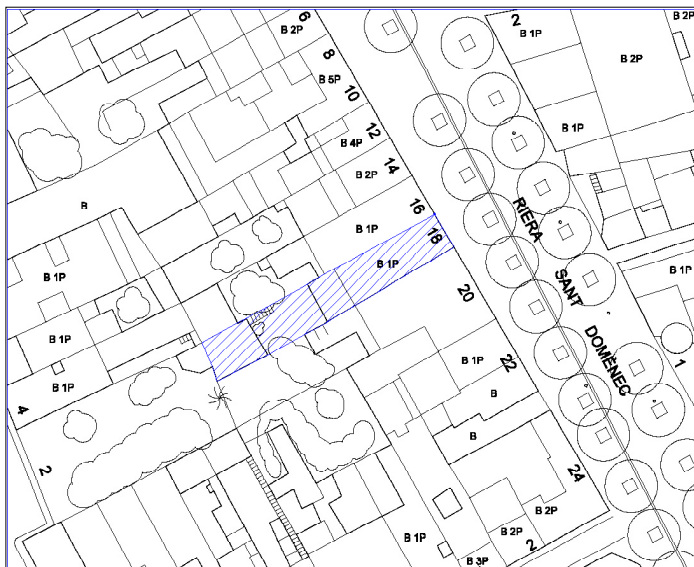 6
B 2P
8
B 5P
10
12
B 4P
14
B 2P
16
B 1P
18
B 1P
20
22
B 1P
B
B
24
B 2P
B 2P
2
B 3P
B 1P
2
B 1P
B 2P
B 2P
B 1P
B 1P
1
RIERA
SANT
DOMÈNEC
B
B 1P
B 1P
B 1P
4
2